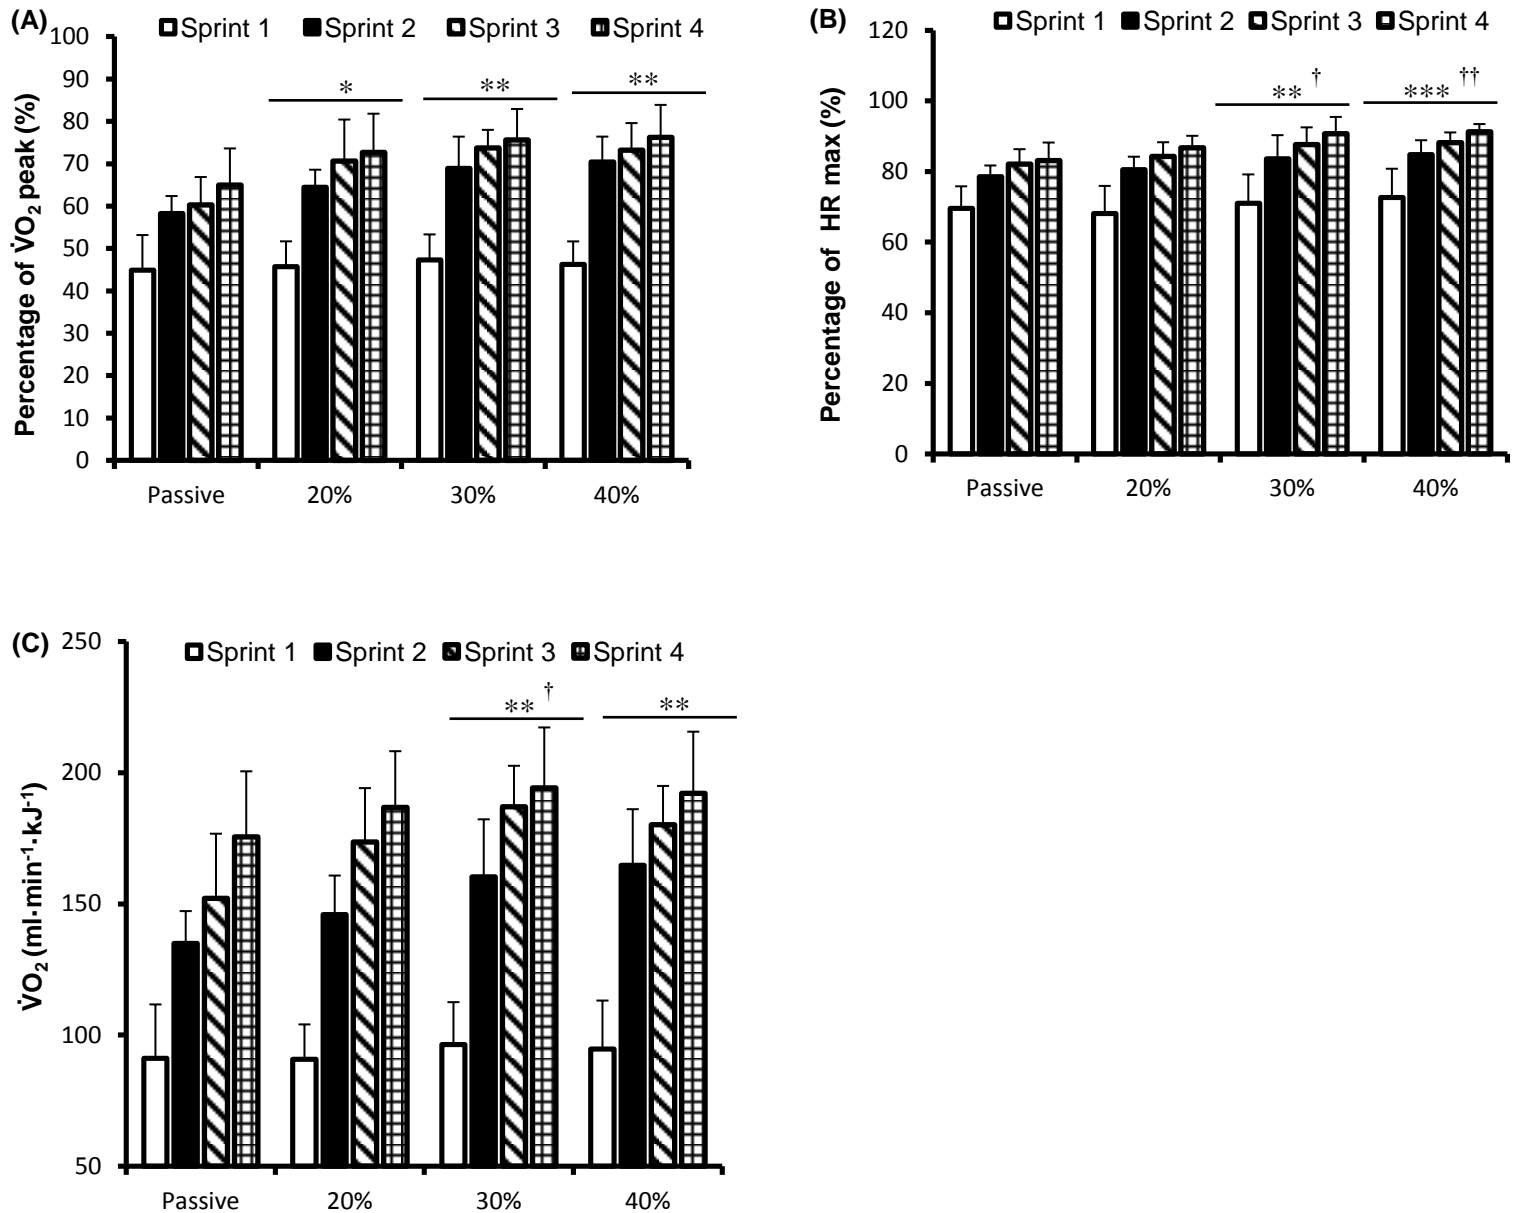 (A)
Sprint 1 Sprint 2 Sprint 3 Sprint 4
Percentage of V̇O₂ peak (%)
100
90
80
70
60
50
40
30
20
10
0
* ** **
Passive 20% 30% 40%
(B)
Sprint 1 Sprint 2 Sprint 3 Sprint 4
Percentage of HR max (%)
120
100
80
60
40
20
0
** † *** ††
Passive 20% 30% 40%
(C)
Sprint 1 Sprint 2 Sprint 3 Sprint 4
V̇O₂ (ml·min⁻¹·kJ⁻¹)
250
200
150
100
50
** † **
Passive 20% 30% 40%